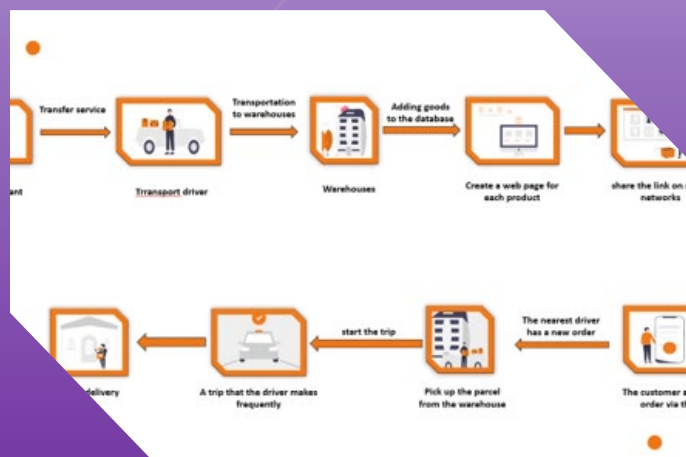 Transfer service
Transportation
to warehouses
Adding goods
to the database
ant
Trransport driver
Warehouses
Create a web page for
each product
share the link on
networks
The nearest driver
has a new order
start the trip
delivery
A trip that the driver makes
frequently
Pick up the parcel
from the warehouse
The customer
order via